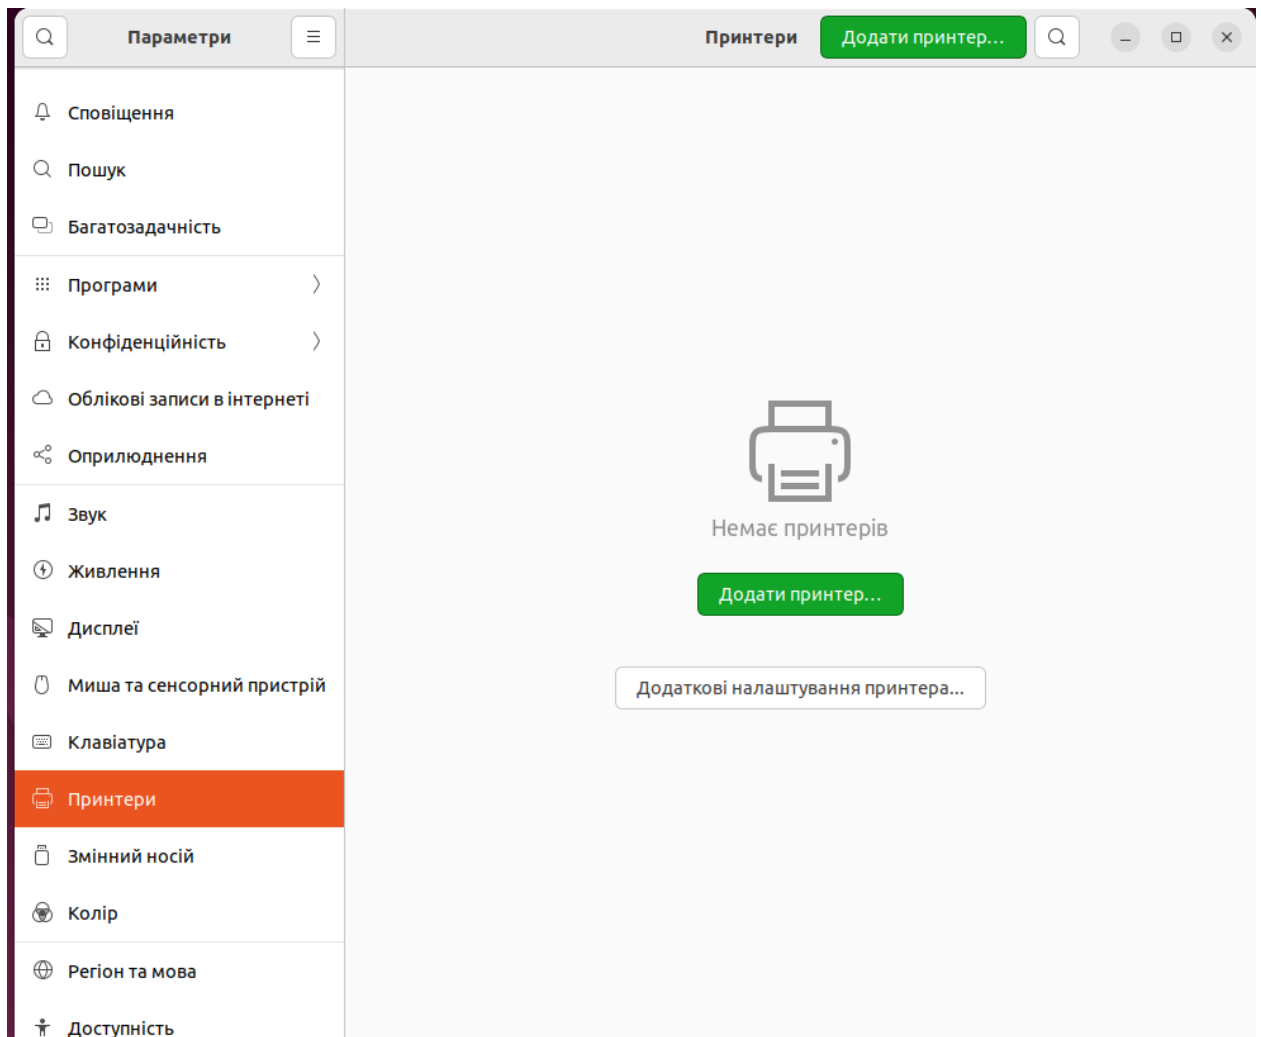 Параметри
Принтери
Додати принтер...
Сповіщення
Пошук
Багатозадачність
Програми
Конфіденційність
Облікові записи в інтернеті
Оприлюднення
Звук
Живлення
Дисплеї
Миша та сенсорний пристрій
Клавіатура
Принтери
Змінний носій
Колір
Регіон та мова
Доступність
Немає принтерів
Додати принтер...
Додаткові налаштування принтера...